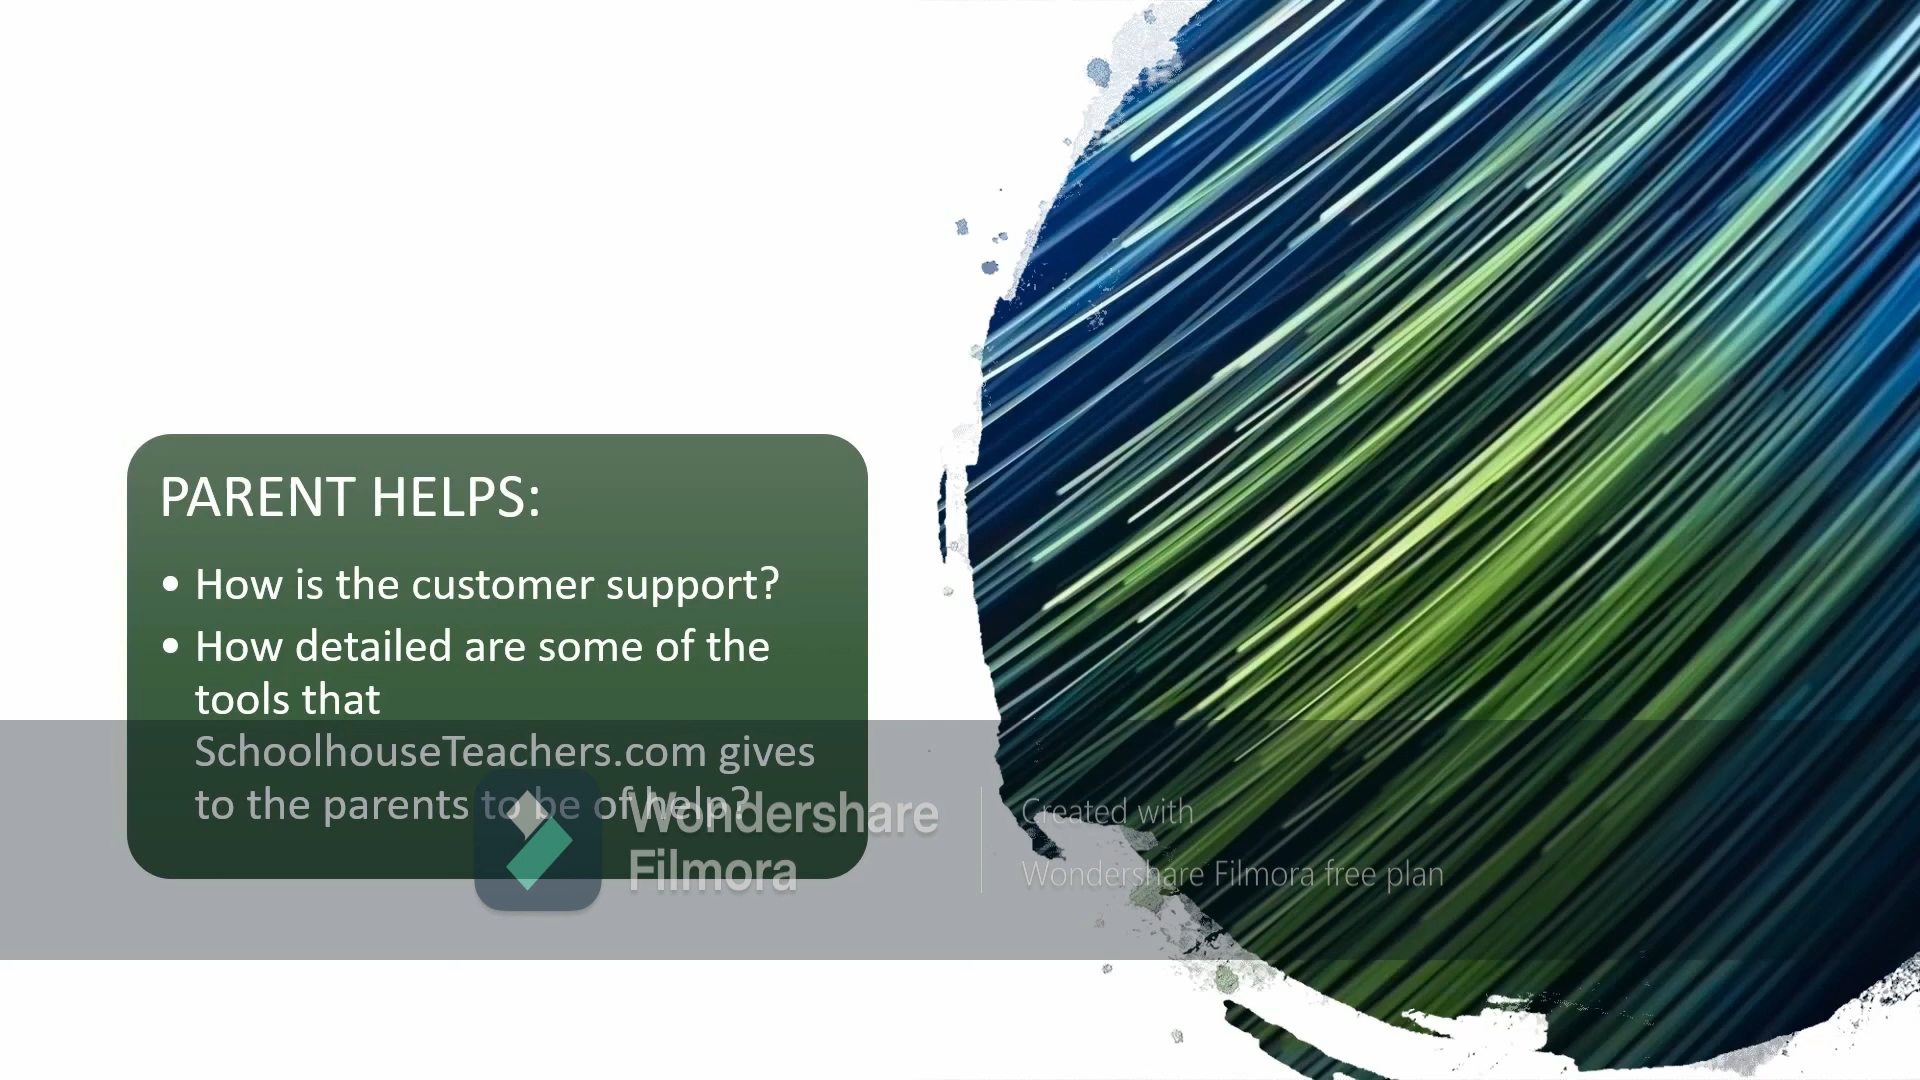 PARENT HELPS:
• How is the customer support?
• How detailed are some of the
tools that
SchoolhouseTeachers.com gives
to the parents to be of help?
Wondershare
Filmora
Created with
Wondershare Filmora free plan